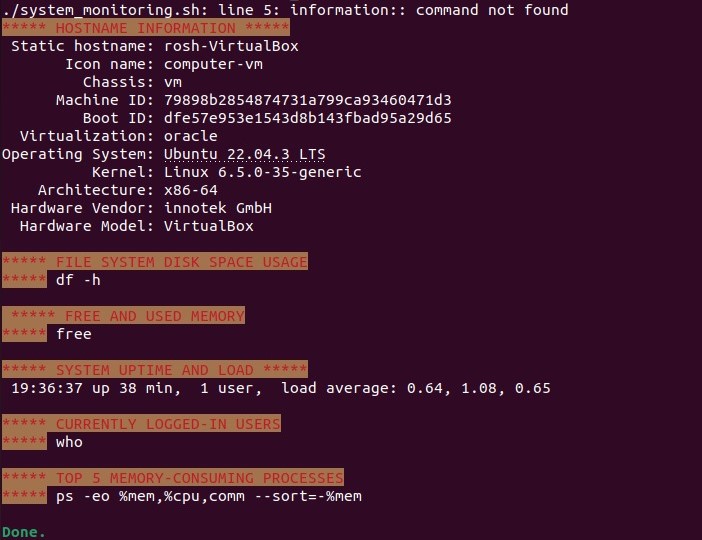 ./system_monitoring.sh: line 5: information:: command not found
***** HOSTNAME INFORMATION *****
Static hostname: rosh-VirtualBox
Icon name: computer-vm
Chassis: vm
Machine ID: 79898b2854874731a799ca93460471d3
Boot ID: dfe57e953e1543d8b143fbad95a29d65
Virtualization: oracle
Operating System: Ubuntu 22.04.3 LTS
Kernel: Linux 6.5.0-35-generic
Architecture: x86-64
Hardware Vendor: innotek GmbH
Hardware Model: VirtualBox
***** FILE SYSTEM DISK SPACE USAGE
***** df -h
***** FREE AND USED MEMORY
***** free
***** SYSTEM UPTIME AND LOAD *****
19:36:37 up 38 min,  1 user,  load average: 0.64, 1.08, 0.65
***** CURRENTLY LOGGED-IN USERS
***** who
***** TOP 5 MEMORY-CONSUMING PROCESSES
***** ps -eo %mem,%cpu,comm --sort=-%mem
Done.